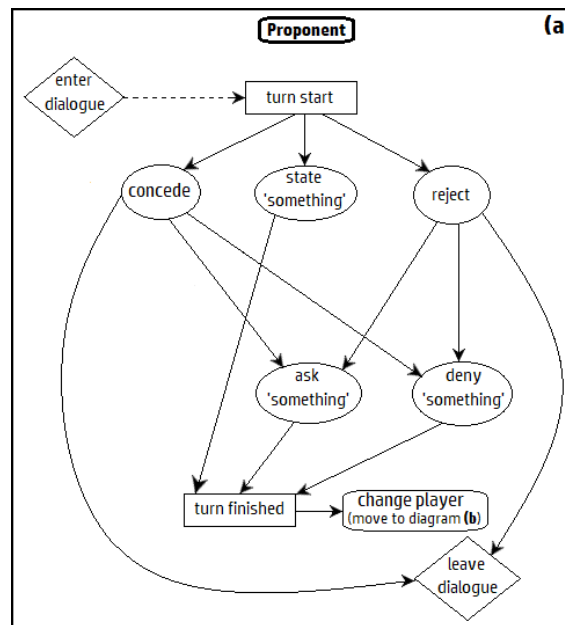 Proponent
(a
enter
dialogue
turn start
concede
state
'something'
reject
ask
'something'
deny
'something'
turn finished
change player
(move to diagram (b)
leave
dialogue